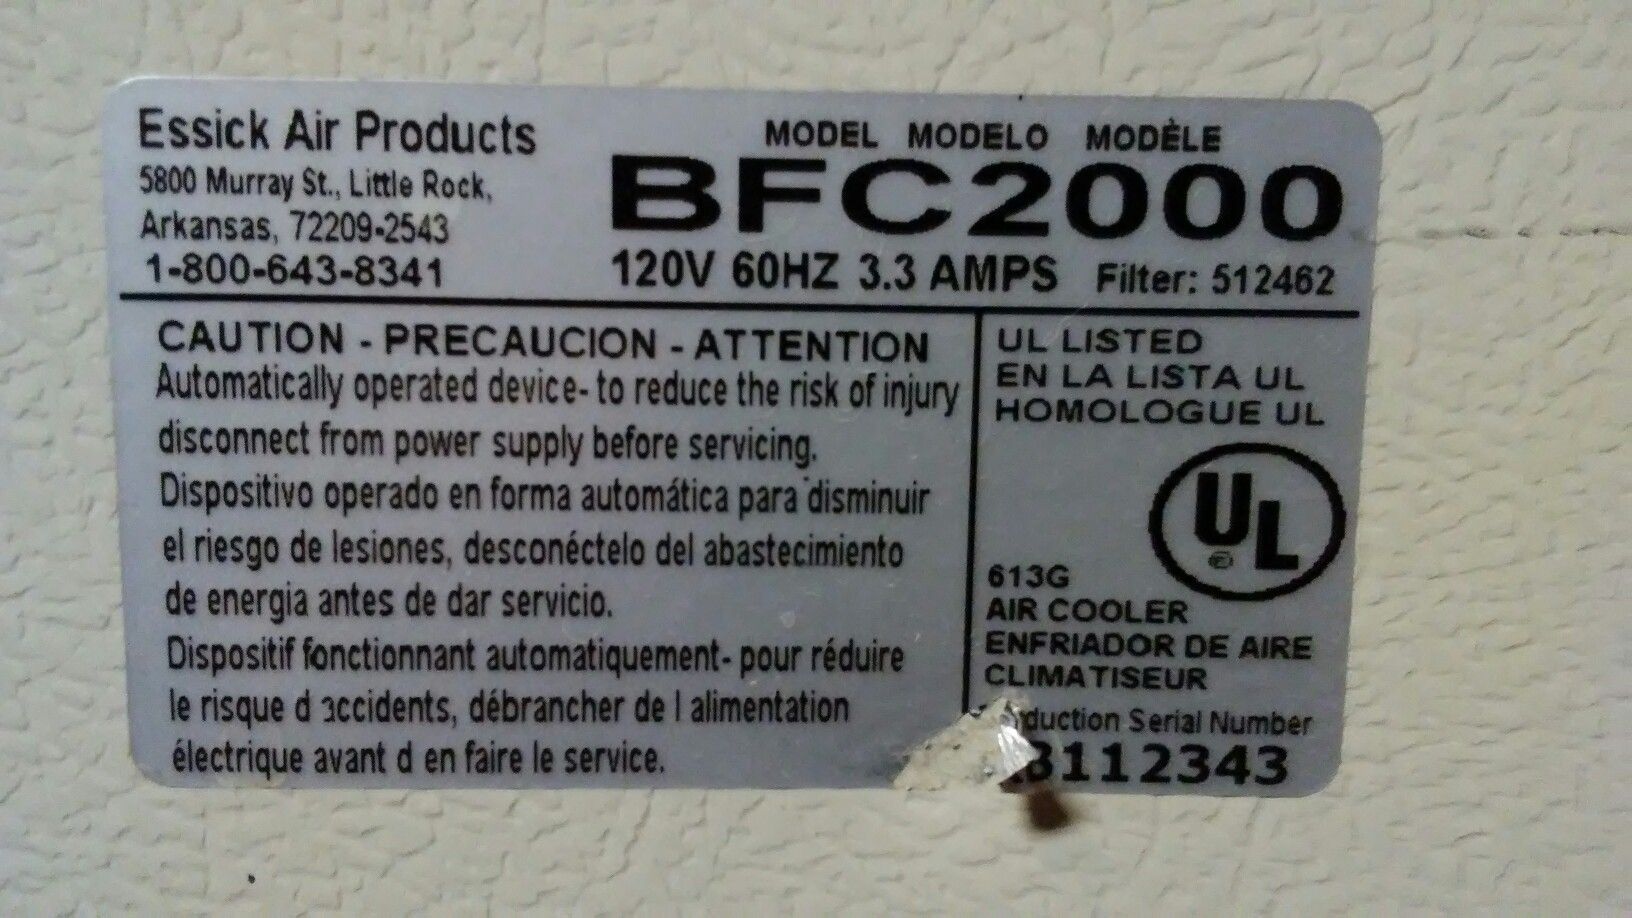 Essick Air Products
5800 Murray St., Little Rock,
Arkansas, 72209-2543
1-800-643-8341
MODEL MODELO MODÈLE
BFC2000
120V 60HZ 3.3 AMPS Filter: 512462
CAUTION - PRECAUCION - ATTENTION
Automatically operated device- to reduce the risk of injury
disconnect from power supply before servicing.
Dispositivo operado en forma automática para disminuir
el riesgo de lesiones, desconéctelo del abastecimiento
de energia antes de dar servicio.
Dispositif fonctionnant automatiquement- pour réduire
le risque d accidents, débrancher de l alimentation
électrique avant d en faire le service.
UL LISTED
EN LA LISTA UL
HOMOLOGUE UL
UL
613G
AIR COOLER
ENFRIADOR DE AIRE
CLIMATISEUR
Serial Number